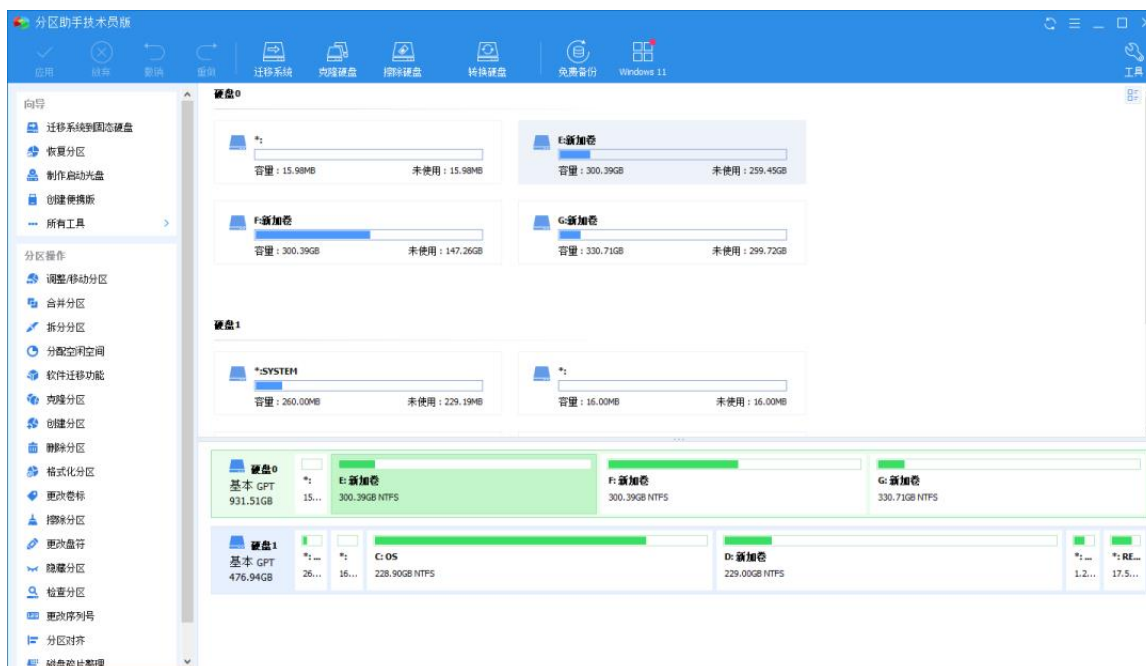 分区助手技术员版
应用 放弃 撤销 重做 迁移系统 克隆硬盘 擦除硬盘 转换硬盘 免费备份 Windows 11 工具
向导
迁移系统到固态硬盘
恢复分区
制作启动光盘
创建便携版
所有工具
分区操作
调整/移动分区
合并分区
拆分分区
分配空闲空间
软件迁移功能
克隆分区
创建分区
删除分区
格式化分区
更改卷标
擦除分区
更改盘符
隐藏分区
检查分区
更改序列号
分区对齐
磁盘碎片整理
硬盘0
*: E:新加卷
容量：15.98MB 未使用：15.98MB 容量：300.39GB 未使用：259.45GB
F:新加卷 G:新加卷
容量：300.39GB 未使用：147.26GB 容量：330.71GB 未使用：299.72GB
硬盘1
*:SYSTEM *:
容量：260.00MB 未使用：229.19MB 容量：16.00MB 未使用：16.00MB
硬盘0
基本 GPT *: E: 新加卷 F: 新加卷 G: 新加卷
931.51GB 15... 300.39GB NTFS 300.39GB NTFS 330.71GB NTFS
硬盘1
基本 GPT *: ... *: C: OS D: 新加卷 *: ... *: RE...
476.94GB 26... 16... 228.90GB NTFS 229.00GB NTFS 1.2... 17.5...